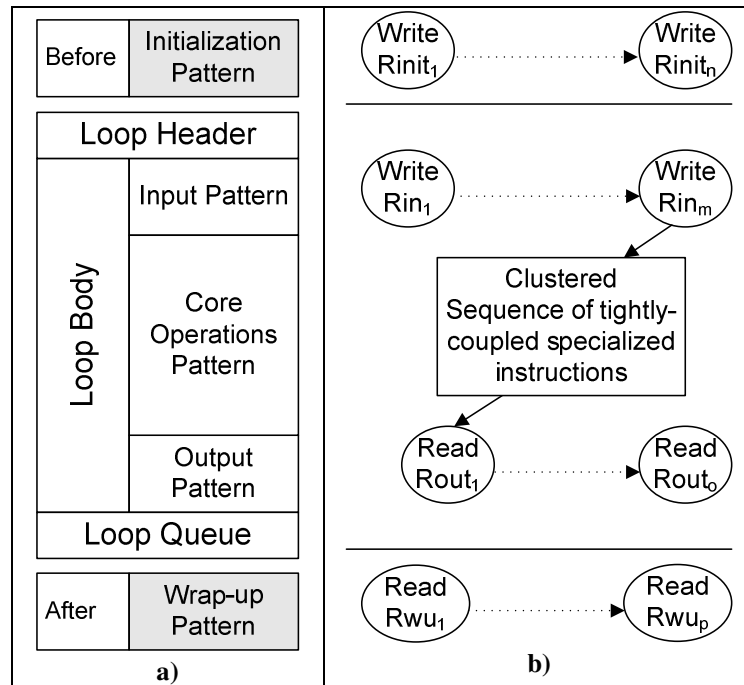 Before
Initialization
Pattern
Loop Header
Loop Body
Input Pattern
Core
Operations
Pattern
Output
Pattern
Loop Queue
After
Wrap-up
Pattern
a)
Write
Rinit₁
Write
Rinitₙ
Write
Rin₁
Write
Rinₘ
Clustered
Sequence of tightly-
coupled specialized
instructions
Read
Rout₁
Read
Routₒ
Read
Rwu₁
Read
Rwuₚ
b)